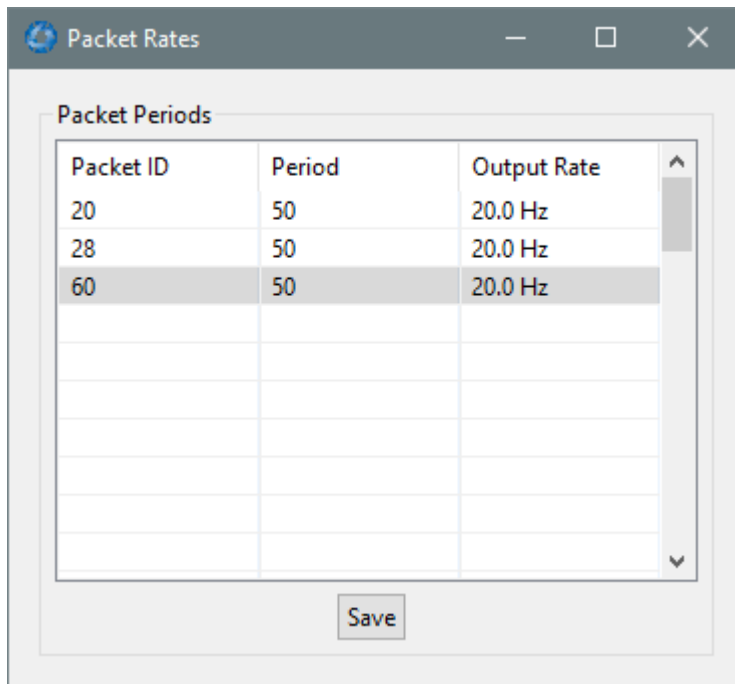 Packet Rates
Packet Periods
Packet ID Period Output Rate
20 50 20.0 Hz
28 50 20.0 Hz
60 50 20.0 Hz
Save